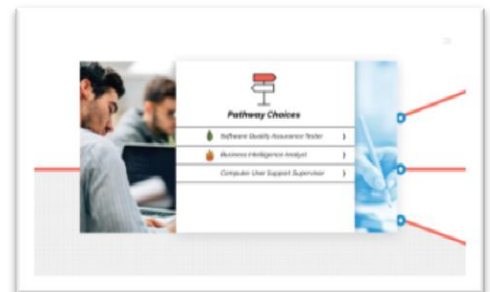 Pathway Choices
Software Quality Assurance Tester
Business Intelligence Analyst
Computer User Support Supervisor